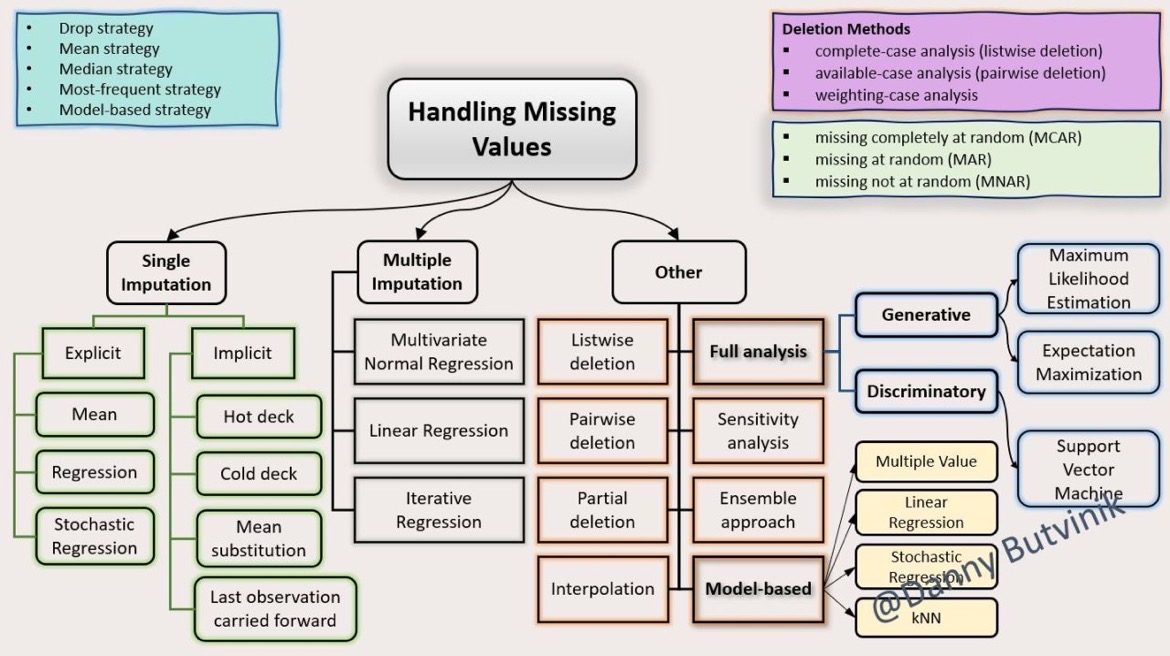 • Drop strategy
• Mean strategy
• Median strategy
• Most-frequent strategy
• Model-based strategy
Deletion Methods
▪ complete-case analysis (listwise deletion)
▪ available-case analysis (pairwise deletion)
▪ weighting-case analysis
▪ missing completely at random (MCAR)
▪ missing at random (MAR)
▪ missing not at random (MNAR)
Handling Missing
Values
Single
Imputation
Explicit
Mean
Regression
Stochastic
Regression
Implicit
Hot deck
Cold deck
Mean
substitution
Last observation
carried forward
Multiple
Imputation
Multivariate
Normal Regression
Linear Regression
Iterative
Regression
Other
Listwise
deletion
Pairwise
deletion
Partial
deletion
Interpolation
Full analysis
Sensitivity
analysis
Ensemble
approach
Model-based
Generative
Discriminatory
Maximum
Likelihood
Estimation
Expectation
Maximization
Support
Vector
Machine
Multiple Value
Linear
Regression
Stochastic
Regression
kNN
@Danny Butvinik